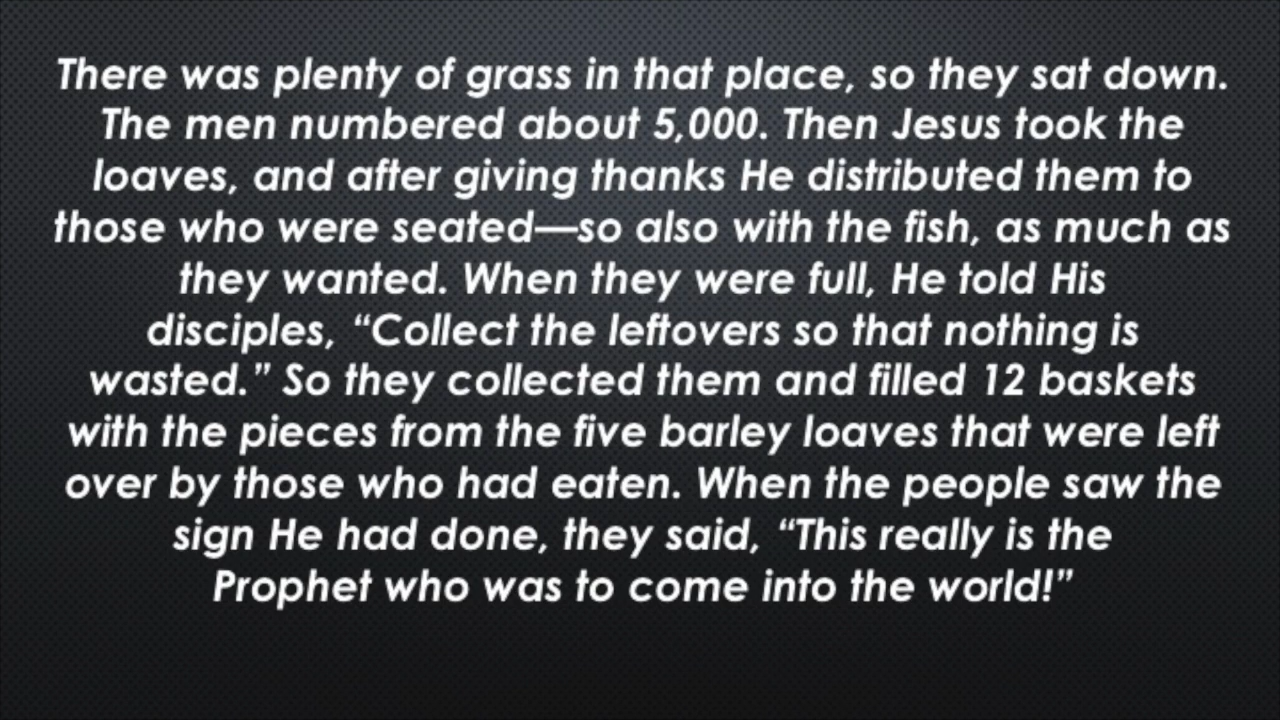 There was plenty of grass in that place, so they sat down.
The men numbered about 5,000. Then Jesus took the
loaves, and after giving thanks He distributed them to
those who were seated—so also with the fish, as much as
they wanted. When they were full, He told His
disciples, “Collect the leftovers so that nothing is
wasted.” So they collected them and filled 12 baskets
with the pieces from the five barley loaves that were left
over by those who had eaten. When the people saw the
sign He had done, they said, “This really is the
Prophet who was to come into the world!”